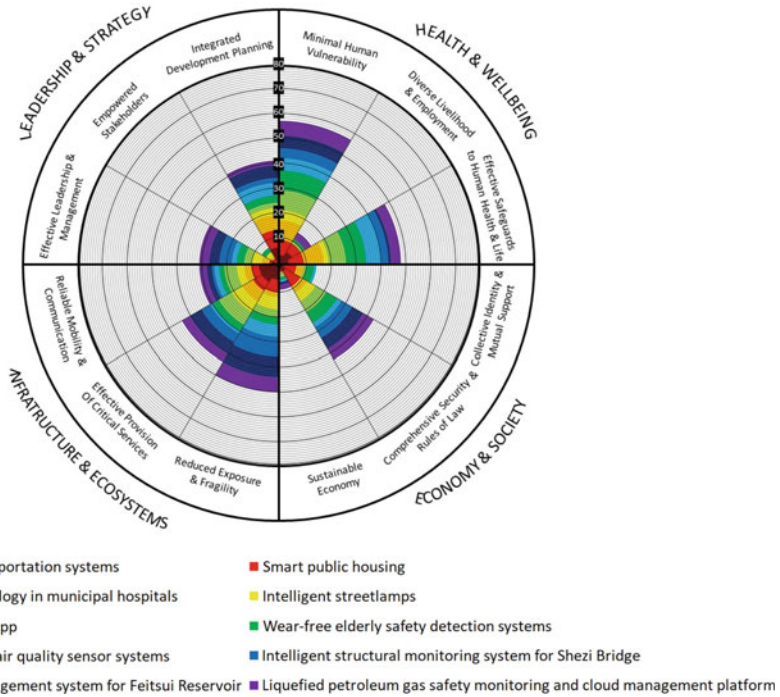 LEADERSHIP & STRATEGY
HEALTH & WELLBEING
Integrated
Development Planning
Minimal Human
Vulnerability
Empowered
Stakeholders
Diverse Livelihood
& Employment
Effective Leadership &
Management
Effective Safeguards
to Human Health & Life
80
70
60
50
40
30
20
10
Reliable Mobility &
Communication
Collective Identity &
Mutual Support
Effective Provision
Of Critical Services
Comprehensive Security &
Rules of Law
Reduced Exposure
& Fragility
Sustainable
Economy
INFRATRUCTURE & ECOSYSTEMS
ECONOMY & SOCIETY
portation systems
Smart public housing
logy in municipal hospitals
Intelligent streetlamps
pp
Wear-free elderly safety detection systems
air quality sensor systems
Intelligent structural monitoring system for Shezi Bridge
gement system for Feitsui Reservoir
Liquefied petroleum gas safety monitoring and cloud management platform